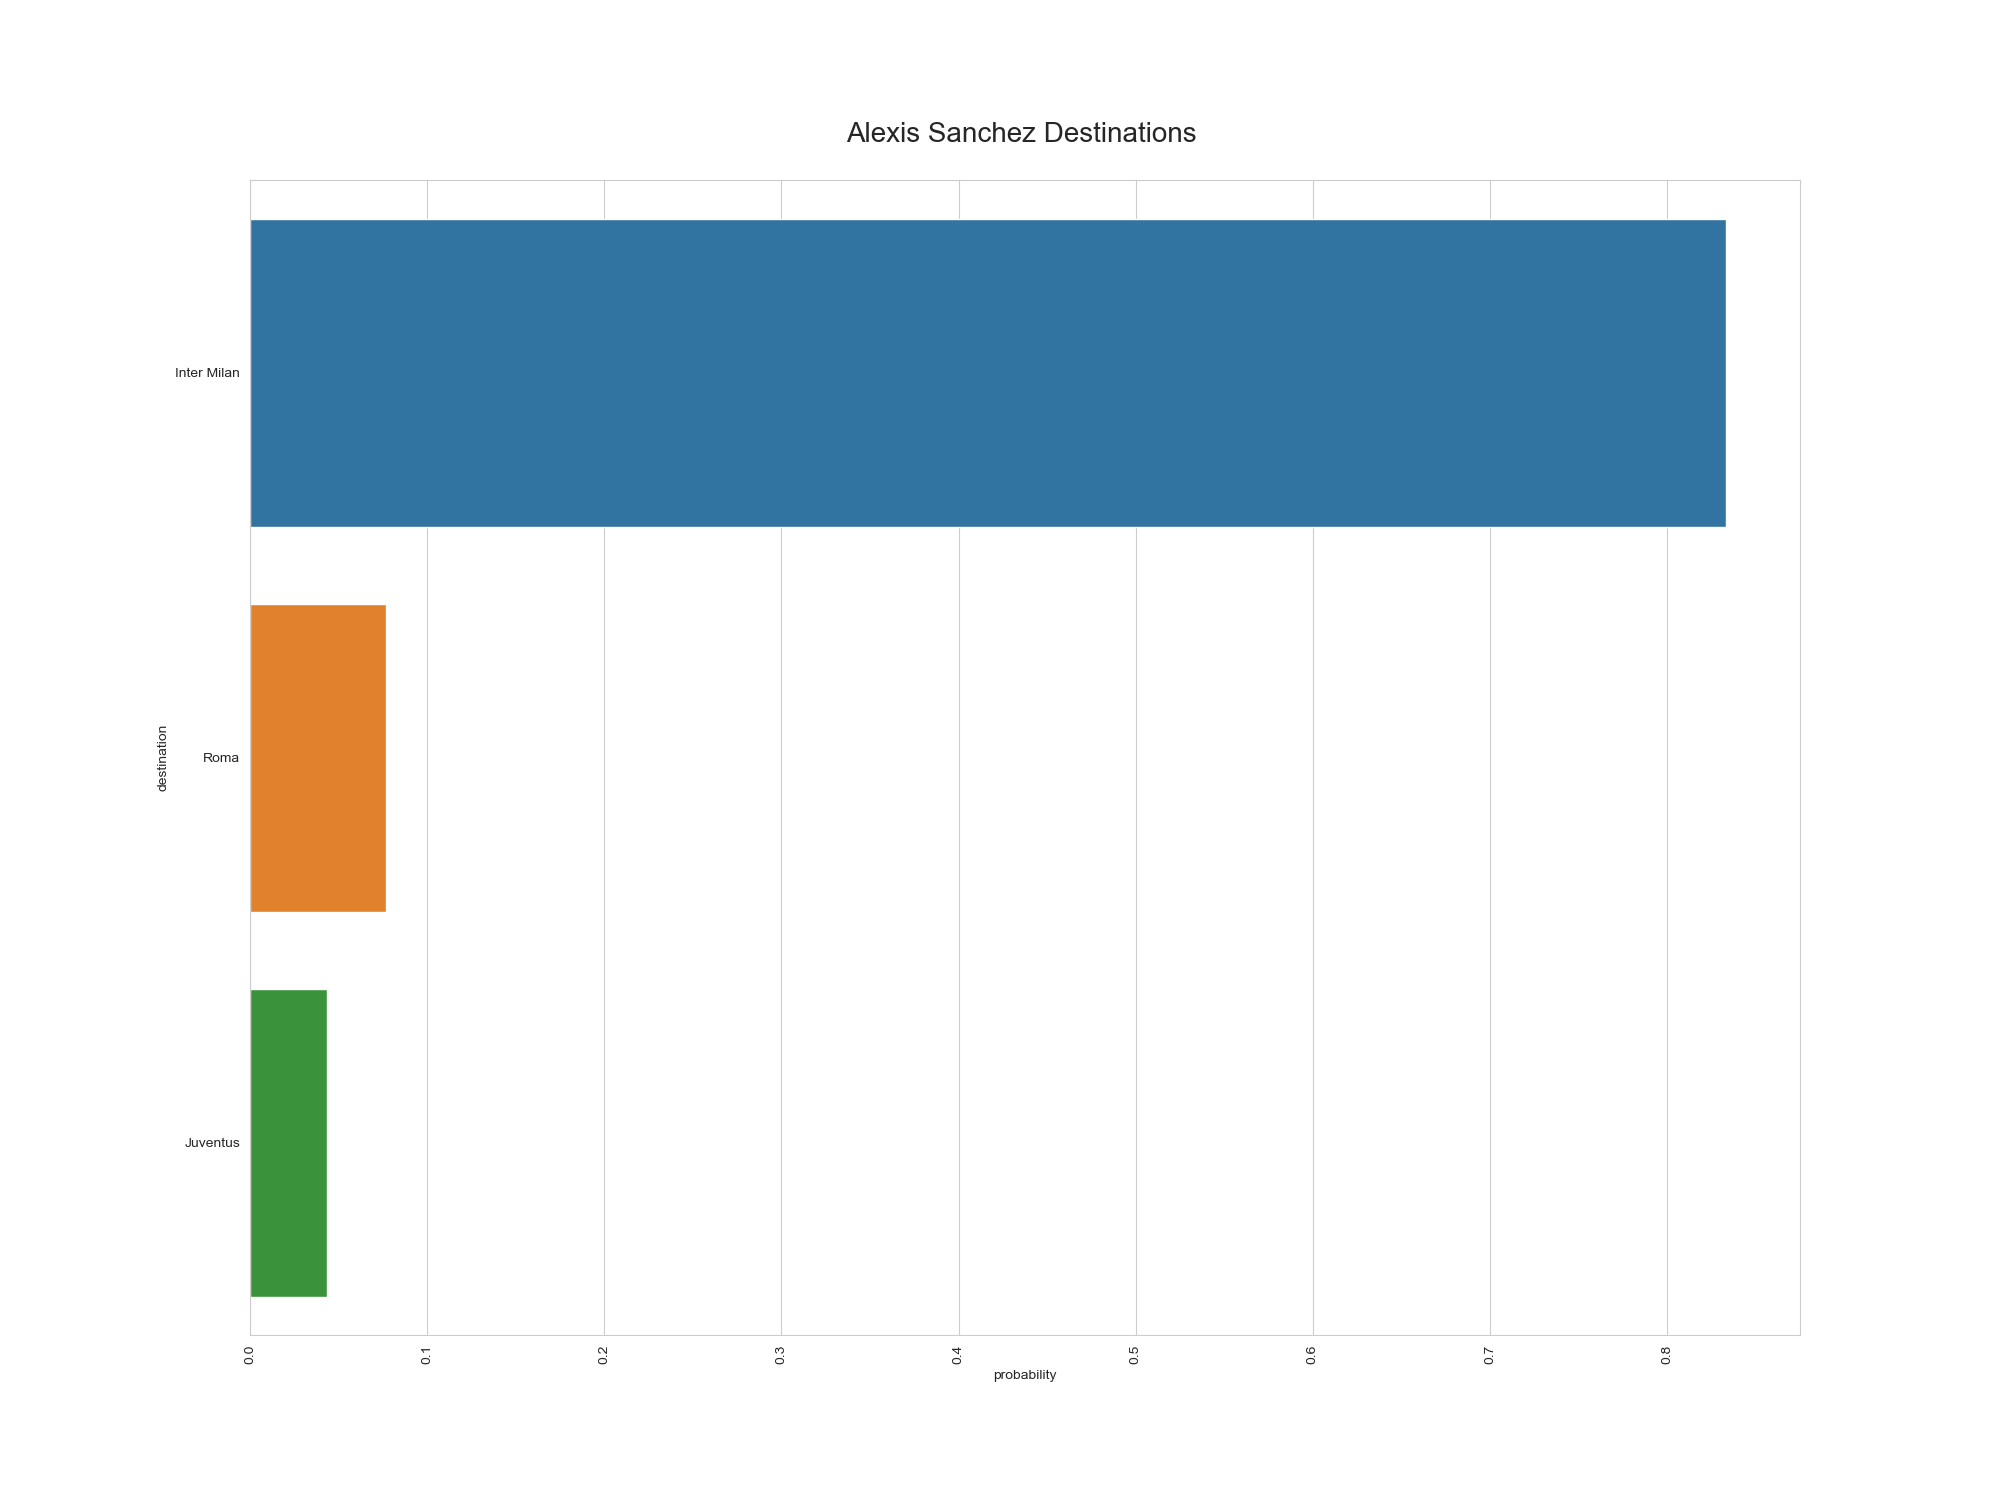 Alexis Sanchez Destinations
Inter Milan
Roma
Juventus
destination
0.0 0.1 0.2 0.3 0.4 0.5 0.6 0.7 0.8
probability